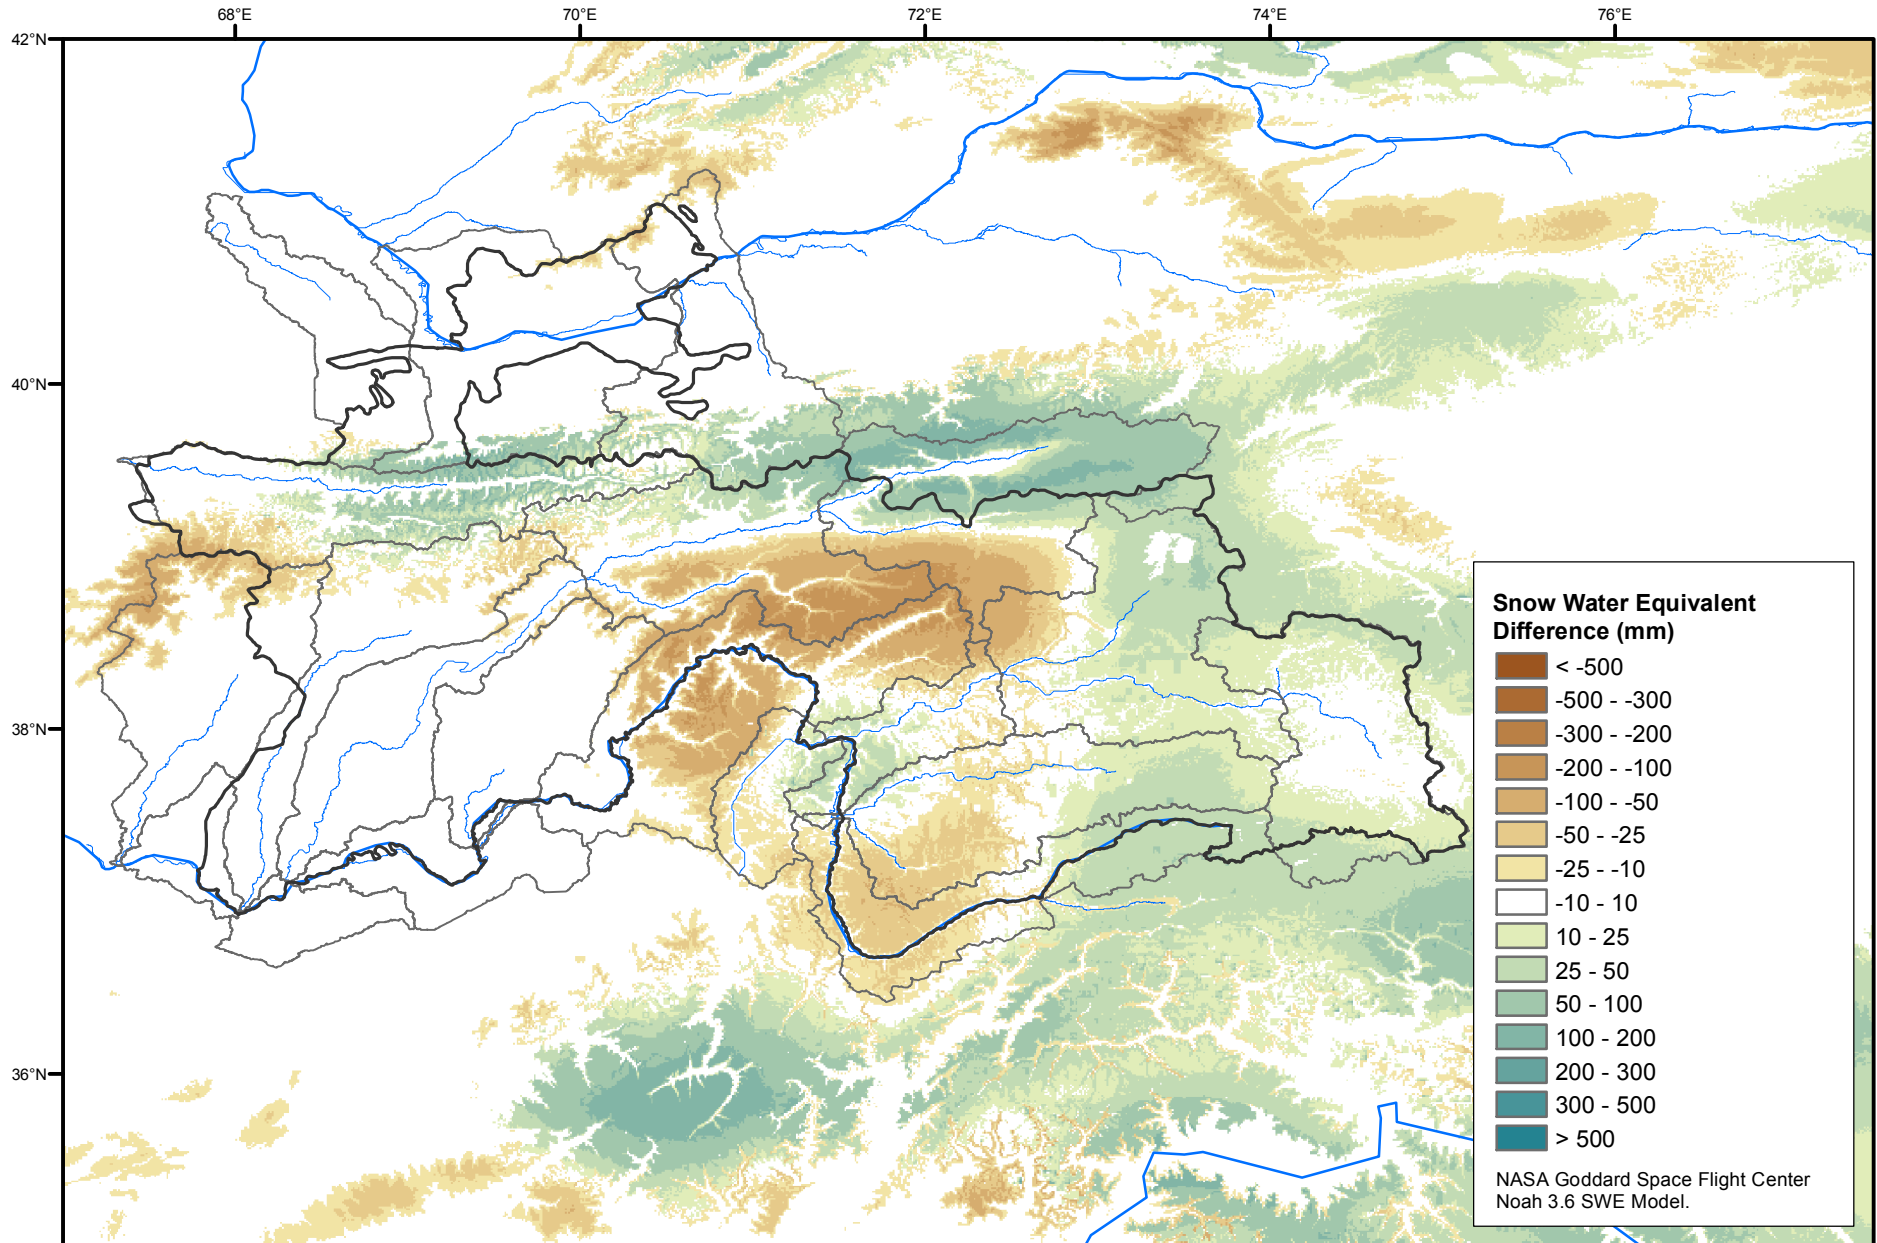 68°E 70°E 72°E 74°E 76°E
42°N
40°N
38°N
36°N
Snow Water Equivalent
Difference (mm)
< -500
-500 - -300
-300 - -200
-200 - -100
-100 - -50
-50 - -25
-25 - -10
-10 - 10
10 - 25
25 - 50
50 - 100
100 - 200
200 - 300
300 - 500
> 500
NASA Goddard Space Flight Center
Noah 3.6 SWE Model.